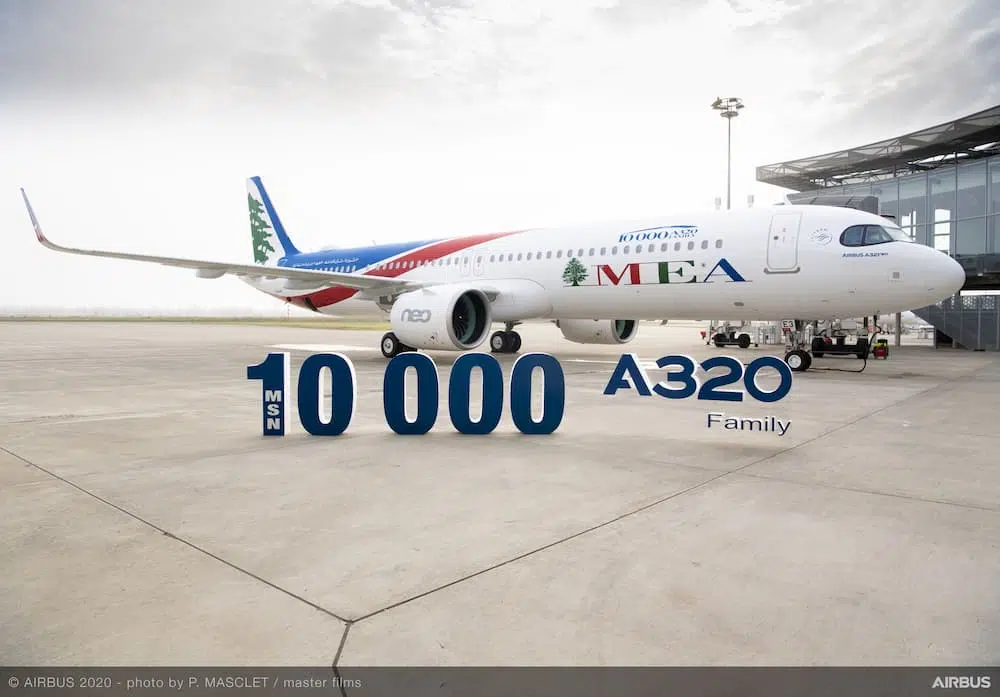 10 000 A320
FAMILY
MEA
AIRBUS A321neo
neo
E3
10 000
MSN
A320
Family
© AIRBUS 2020 - photo by P. MASCLET / master films
AIRBUS